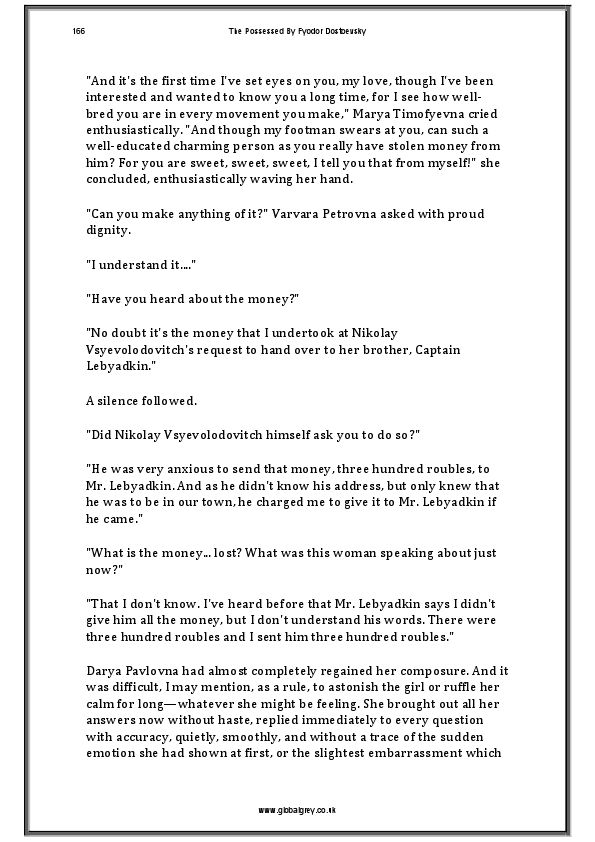 166
The Possessed By Fyodor Dostoevsky
"And it's the first time I've set eyes on you, my love, though I've been
interested and wanted to know you a long time, for I see how well-
bred you are in every movement you make," Marya Timofyevna cried
enthusiastically. "And though my footman swears at you, can such a
well-educated charming person as you really have stolen money from
him? For you are sweet, sweet, sweet, I tell you that from myself!" she
concluded, enthusiastically waving her hand.
"Can you make anything of it?" Varvara Petrovna asked with proud
dignity.
"I understand it...."
"Have you heard about the money?"
"No doubt it's the money that I undertook at Nikolay
Vsyevolodovitch's request to hand over to her brother, Captain
Lebyadkin."
A silence followed.
"Did Nikolay Vsyevolodovitch himself ask you to do so?"
"He was very anxious to send that money, three hundred roubles, to
Mr. Lebyadkin. And as he didn't know his address, but only knew that
he was to be in our town, he charged me to give it to Mr. Lebyadkin if
he came."
"What is the money... lost? What was this woman speaking about just
now?"
"That I don't know. I've heard before that Mr. Lebyadkin says I didn't
give him all the money, but I don't understand his words. There were
three hundred roubles and I sent him three hundred roubles."
Darya Pavlovna had almost completely regained her composure. And it
was difficult, I may mention, as a rule, to astonish the girl or ruffle her
calm for long—whatever she might be feeling. She brought out all her
answers now without haste, replied immediately to every question
with accuracy, quietly, smoothly, and without a trace of the sudden
emotion she had shown at first, or the slightest embarrassment which
www.globalgrey.co.uk